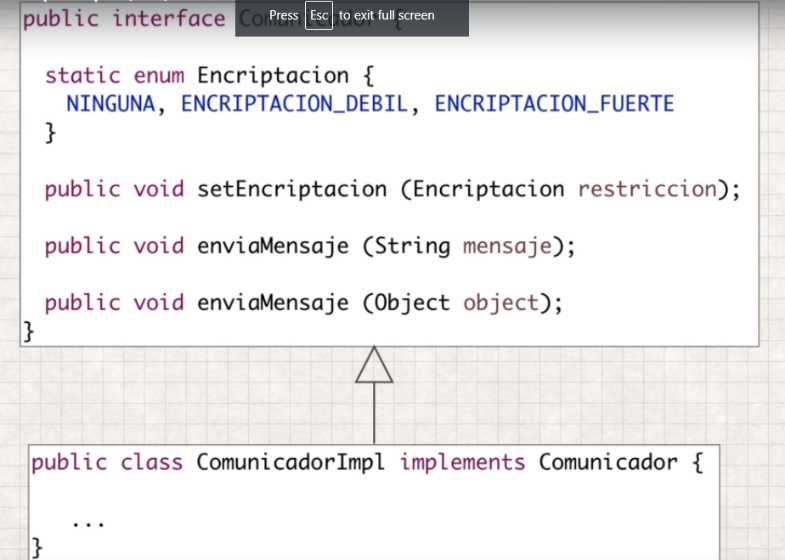 public interface Comunicador {
Press Esc to exit full screen
static enum Encriptacion {
NINGUNA, ENCRIPTACION_DEBIL, ENCRIPTACION_FUERTE
}
public void setEncriptacion (Encriptacion restriccion);
public void enviaMensaje (String mensaje);
public void enviaMensaje (Object object);
}
public class ComunicadorImpl implements Comunicador {
...
}